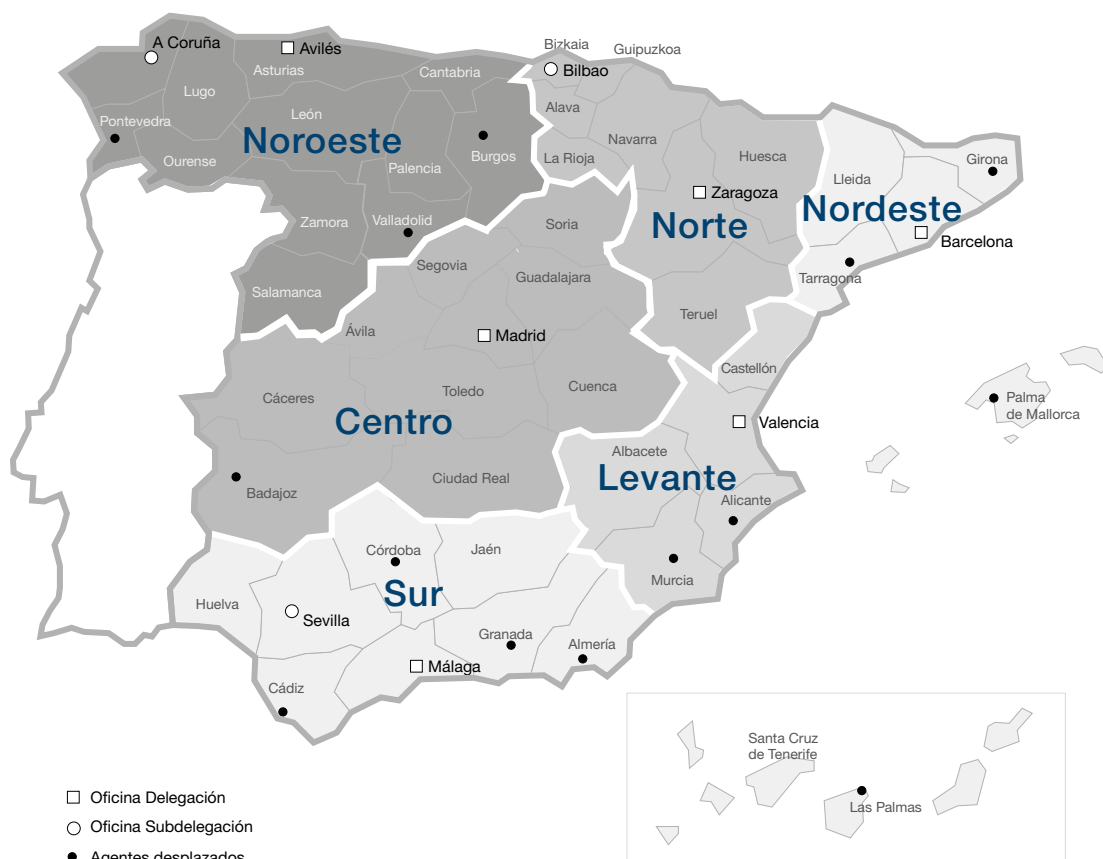 Bizkaia
Guipuzkoa
A Coruña
Avilés
Asturias
Cantabria
Bilbao
Lugo
León
Alava
Pontevedra
Noroeste
Navarra
Ourense
Palencia
Burgos
La Rioja
Huesca
Girona
Lleida
Zaragoza
Nordeste
Zamora
Valladolid
Soria
Norte
Barcelona
Segovia
Guadalajara
Tarragona
Salamanca
Teruel
Ávila
Madrid
Castellón
Cáceres
Toledo
Cuenca
Palma
de Mallorca
Centro
Valencia
Albacete
Ciudad Real
Levante
Badajoz
Alicante
Córdoba
Jaén
Murcia
Sur
Huelva
Sevilla
Granada
Almería
Málaga
Cádiz
Santa Cruz
de Tenerife
Las Palmas
Oficina Delegación
Oficina Subdelegación
Agentes desplazados